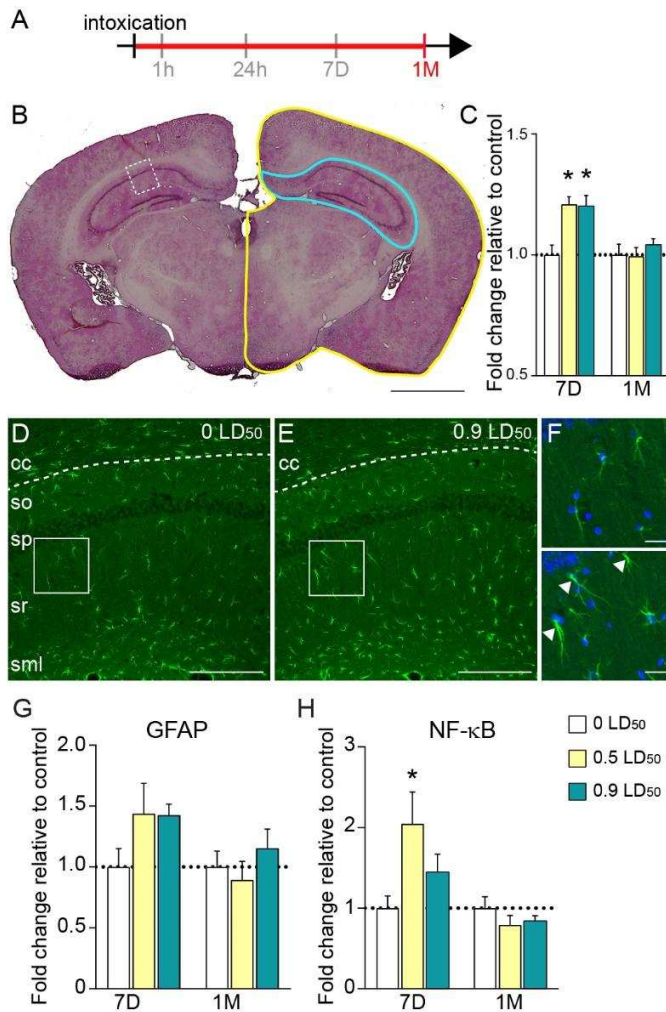 A
intoxication
1h 24h 7D 1M
B
C
Fold change relative to control
1.5
1.0
0.5
* *
7D 1M
D
0 LD50
cc
so
sp
sr
sml
E
0.9 LD50
cc
F
G
GFAP
Fold change relative to control
2.0
1.5
1.0
0.5
0
7D 1M
H
NF-κB
Fold change relative to control
3
2
1
0
*
7D 1M
0 LD50
0.5 LD50
0.9 LD50